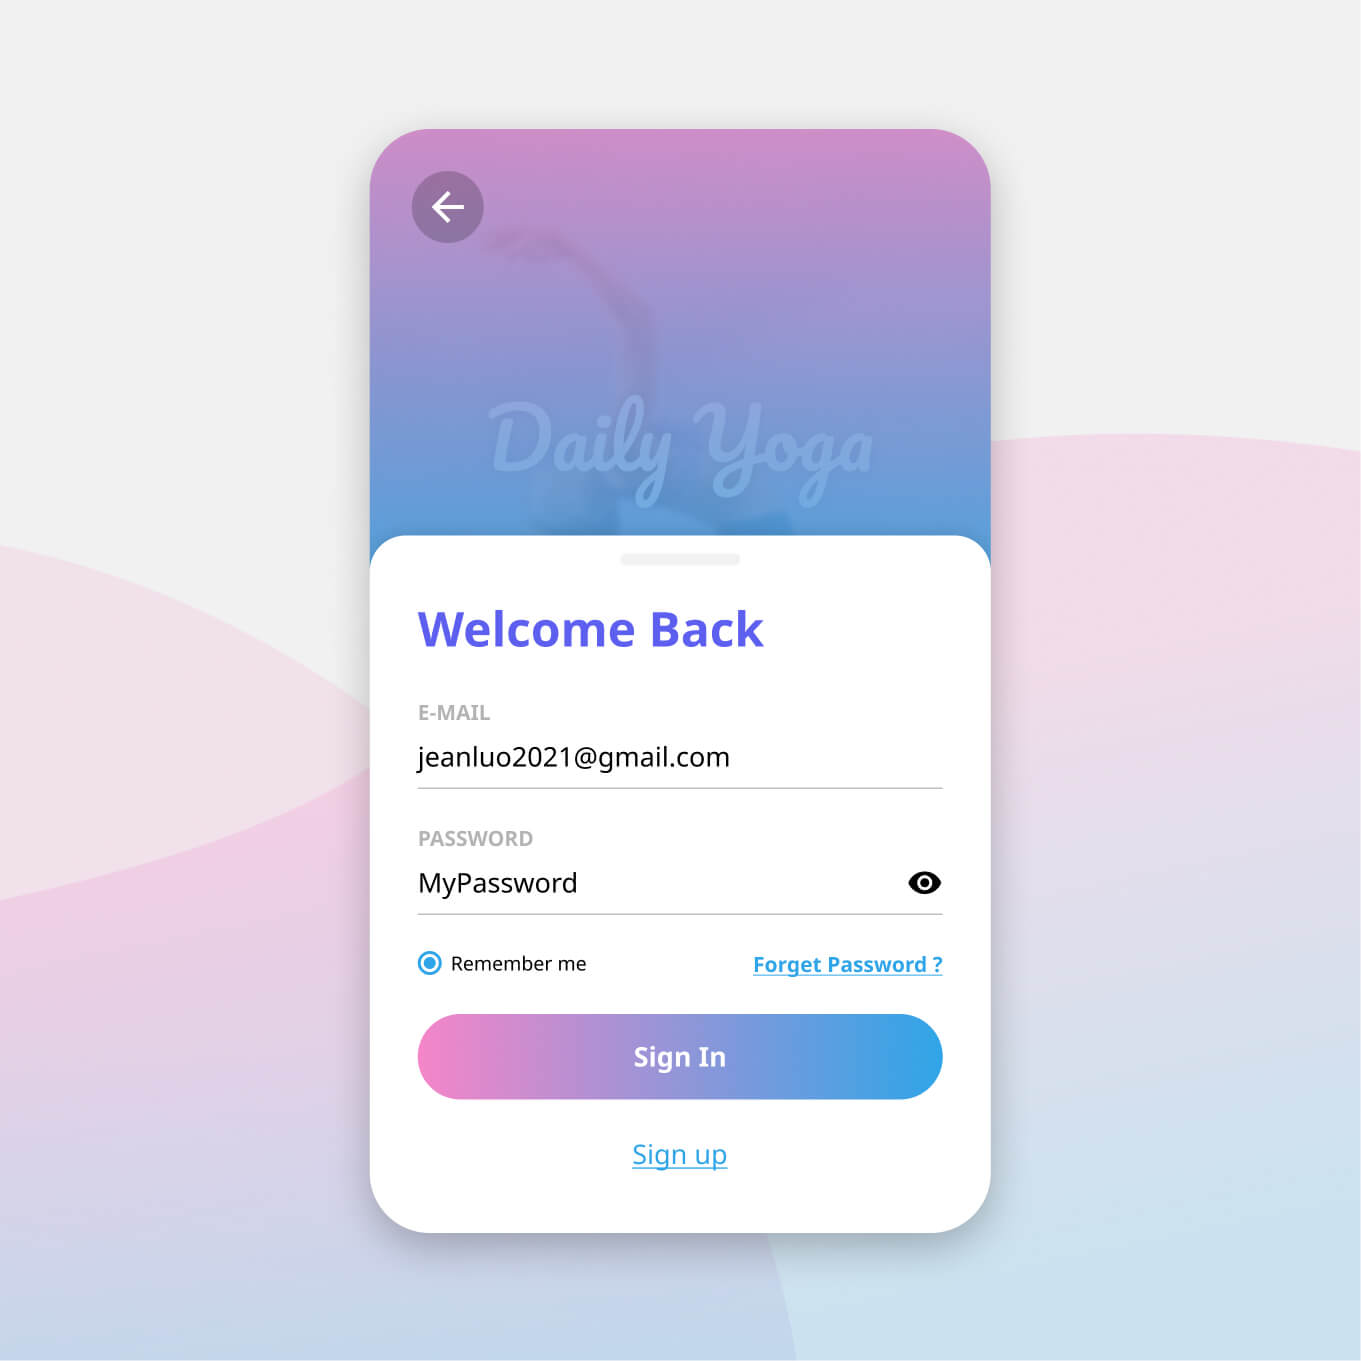 Daily Yoga
Welcome Back
E-MAIL
jeanluo2021@gmail.com
PASSWORD
MyPassword
Remember me
Forget Password ?
Sign In
Sign up